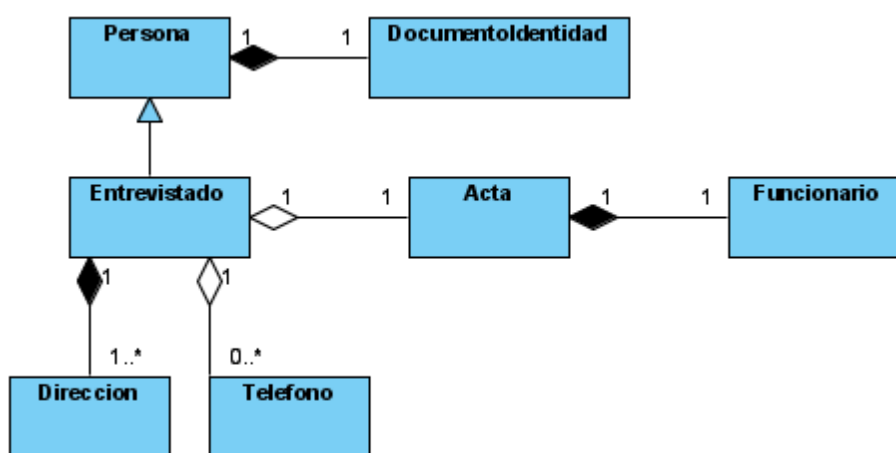 Persona
1
1
DocumentoIdentidad
Entrevistado
1
1
Acta
1
1
Funcionario
1
1
1..*
0..*
Direccion
Telefono